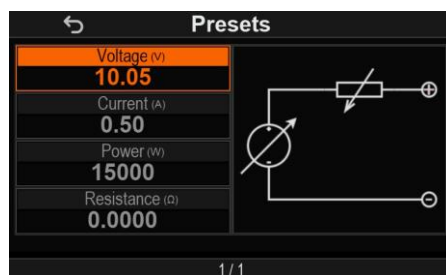 Presets
Voltage (V)
10.05
Current (A)
0.50
Power (W)
15000
Resistance (Ω)
0.0000
1/1